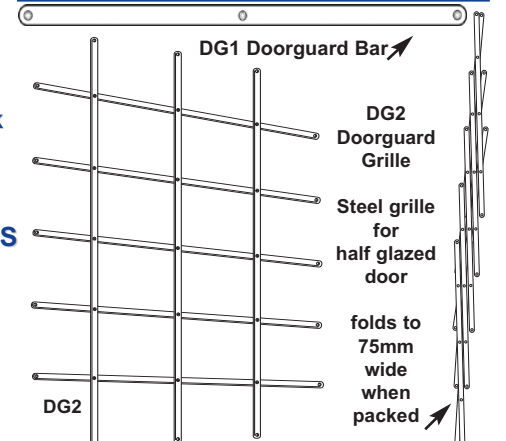 DG1 Doorguard Bar
DG2
Doorguard
Grille
Steel grille
for
half glazed
door
folds to
75mm
wide
when
packed
DG2